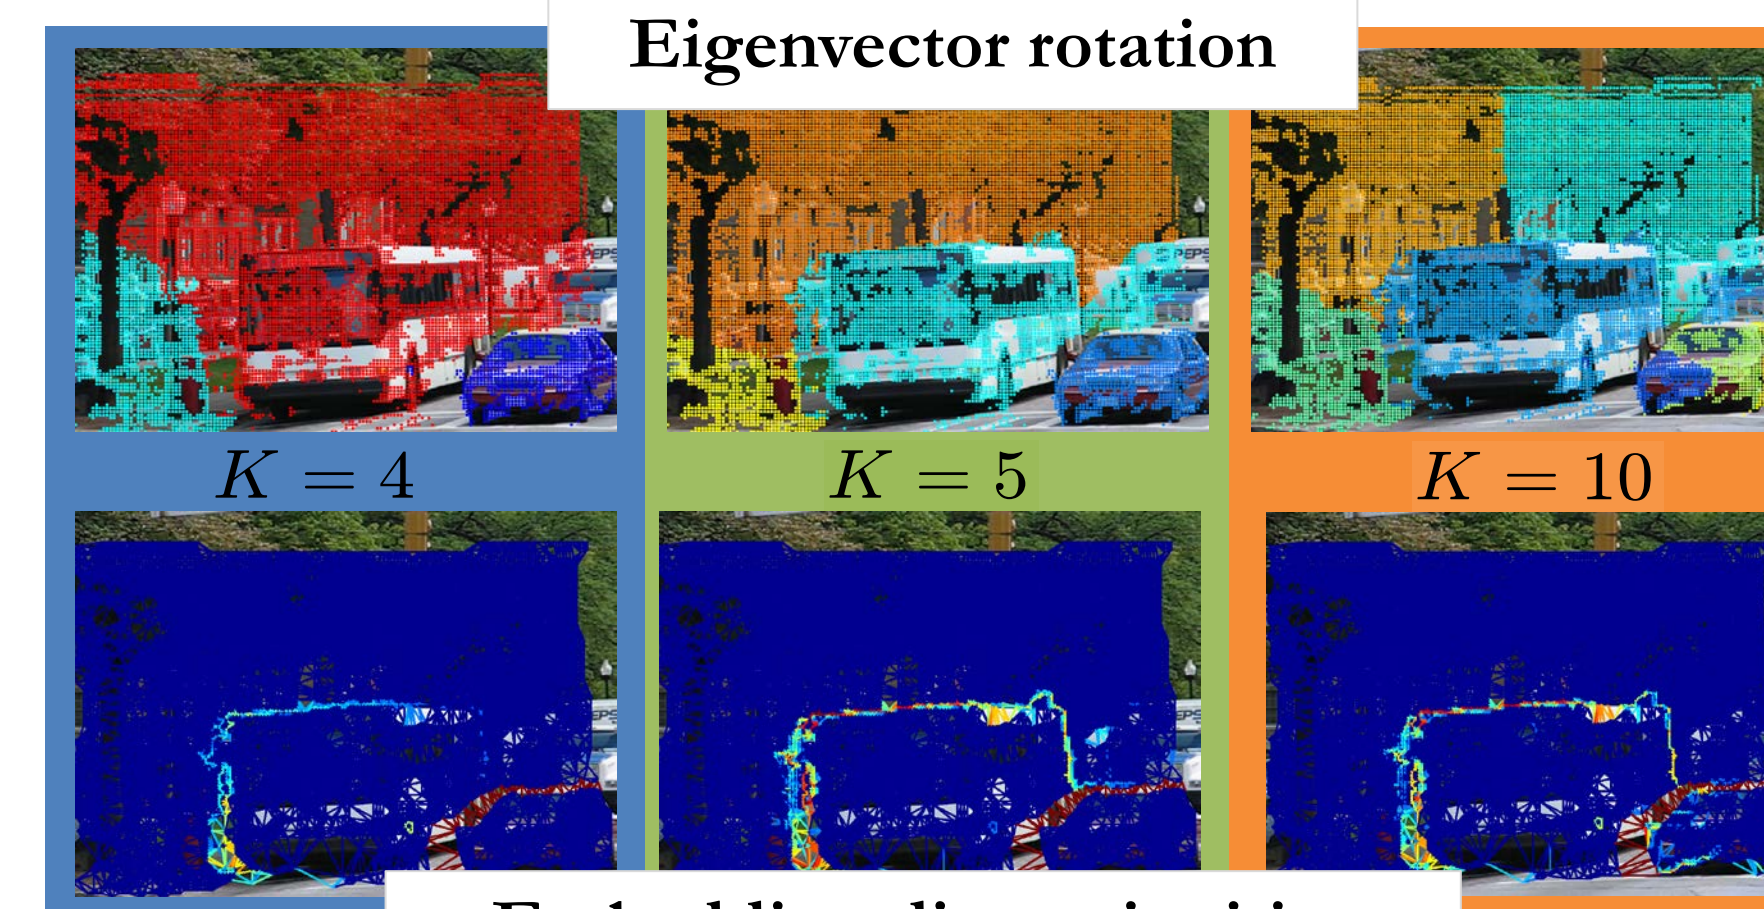 Eigenvector rotation
K = 4
K = 5
K = 10